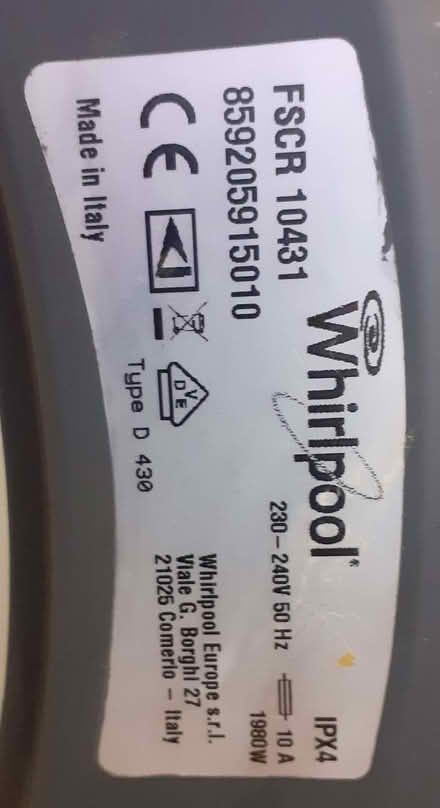 Whirlpool
IPX4
FSCR 10431
230-240V 50 Hz
10 A
859205915010
1980W
CE
DVE
Whirlpool Europe s.r.l.
Viale G. Borghi 27
21025 Comerio - Italy
Type D 430
Made in Italy